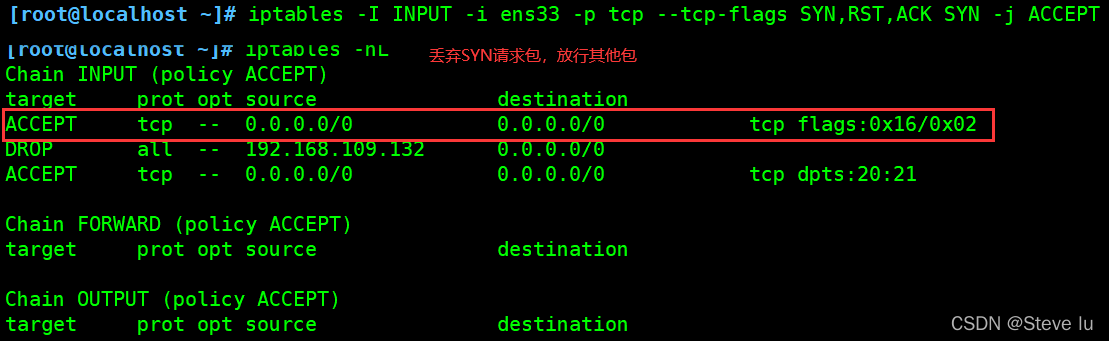 [root@localhost ~]# iptables -I INPUT -i ens33 -p tcp --tcp-flags SYN,RST,ACK SYN -j ACCEPT
[root@localhost ~]# iptables -nL 丢弃SYN请求包，放行其他包
Chain INPUT (policy ACCEPT)
target prot opt source destination
ACCEPT tcp -- 0.0.0.0/0 0.0.0.0/0 tcp flags:0x16/0x02
DROP all -- 192.168.109.132 0.0.0.0/0
ACCEPT tcp -- 0.0.0.0/0 0.0.0.0/0 tcp dpts:20:21
Chain FORWARD (policy ACCEPT)
target prot opt source destination
Chain OUTPUT (policy ACCEPT)
target prot opt source destination
CSDN @Steve lu